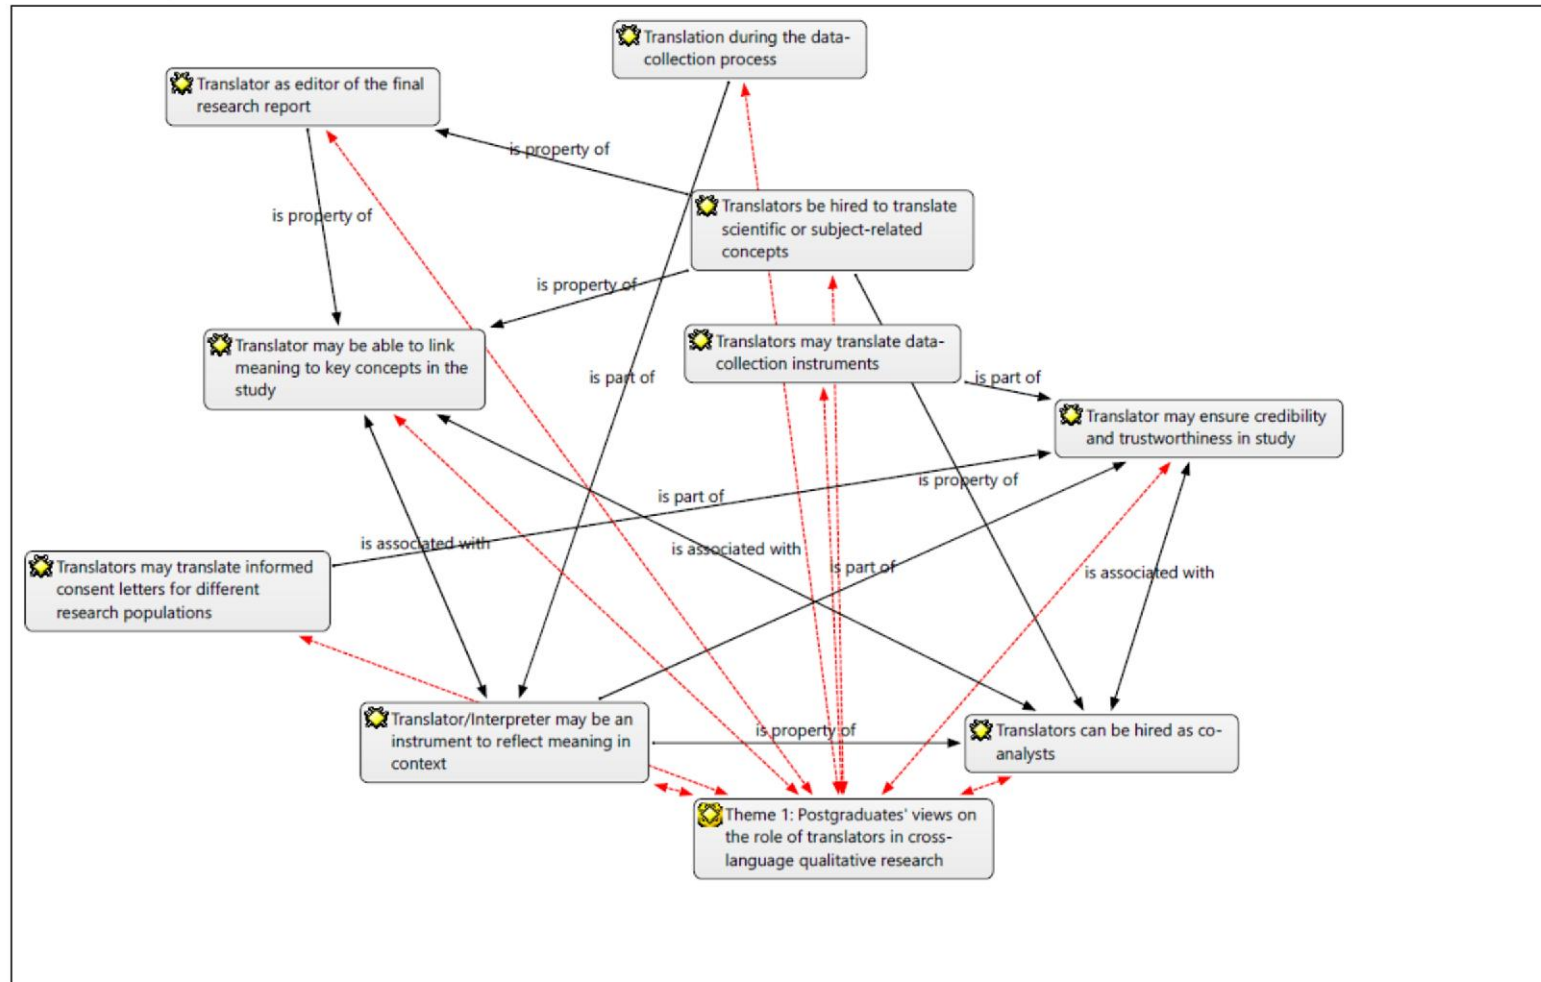 Translation during the data-
collection process
Translator as editor of the final
research report
is property of
Translators be hired to translate
scientific or subject-related
concepts
is property of
is property of
Translator may be able to link
meaning to key concepts in the
study
Translators may translate data-
collection instruments
is part of
is part of
Translator may ensure credibility
and trustworthiness in study
is property of
is part of
is associated with
is associated with
Translators may translate informed
consent letters for different
research populations
is part of
is associated with
Translator/Interpreter may be an
instrument to reflect meaning in
context
is property of
Translators can be hired as co-
analysts
Theme 1: Postgraduates' views on
the role of translators in cross-
language qualitative research